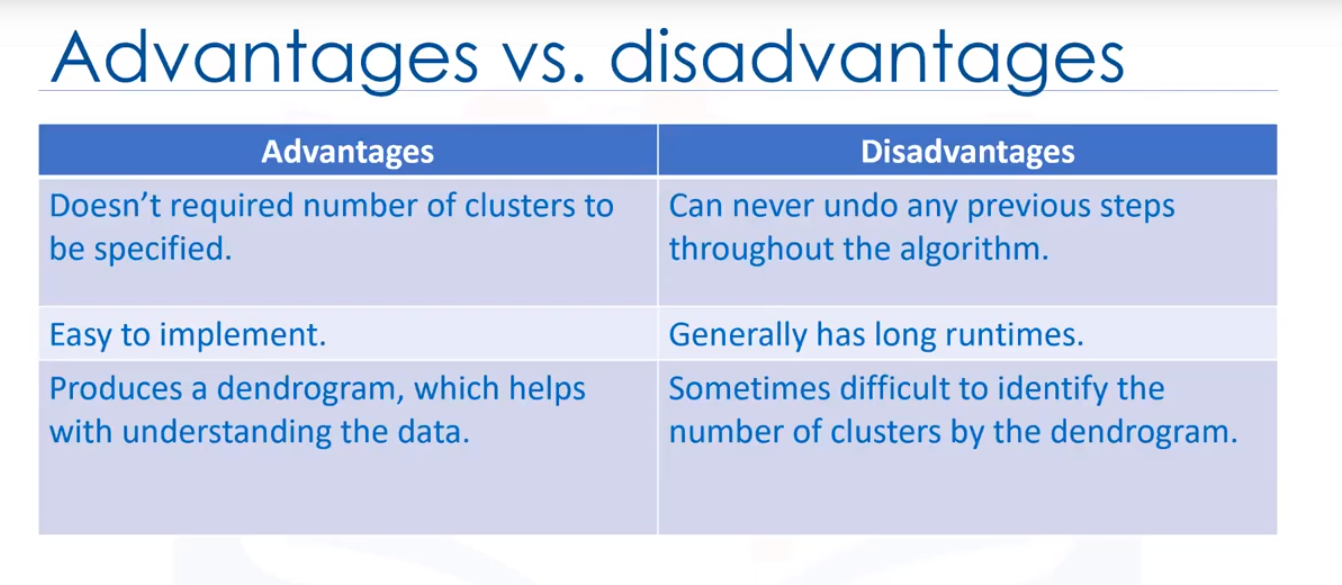 Advantages vs. disadvantages
Advantages
Disadvantages
Doesn't required number of clusters to
be specified.
Can never undo any previous steps
throughout the algorithm.
Easy to implement.
Generally has long runtimes.
Produces a dendrogram, which helps
with understanding the data.
Sometimes difficult to identify the
number of clusters by the dendrogram.